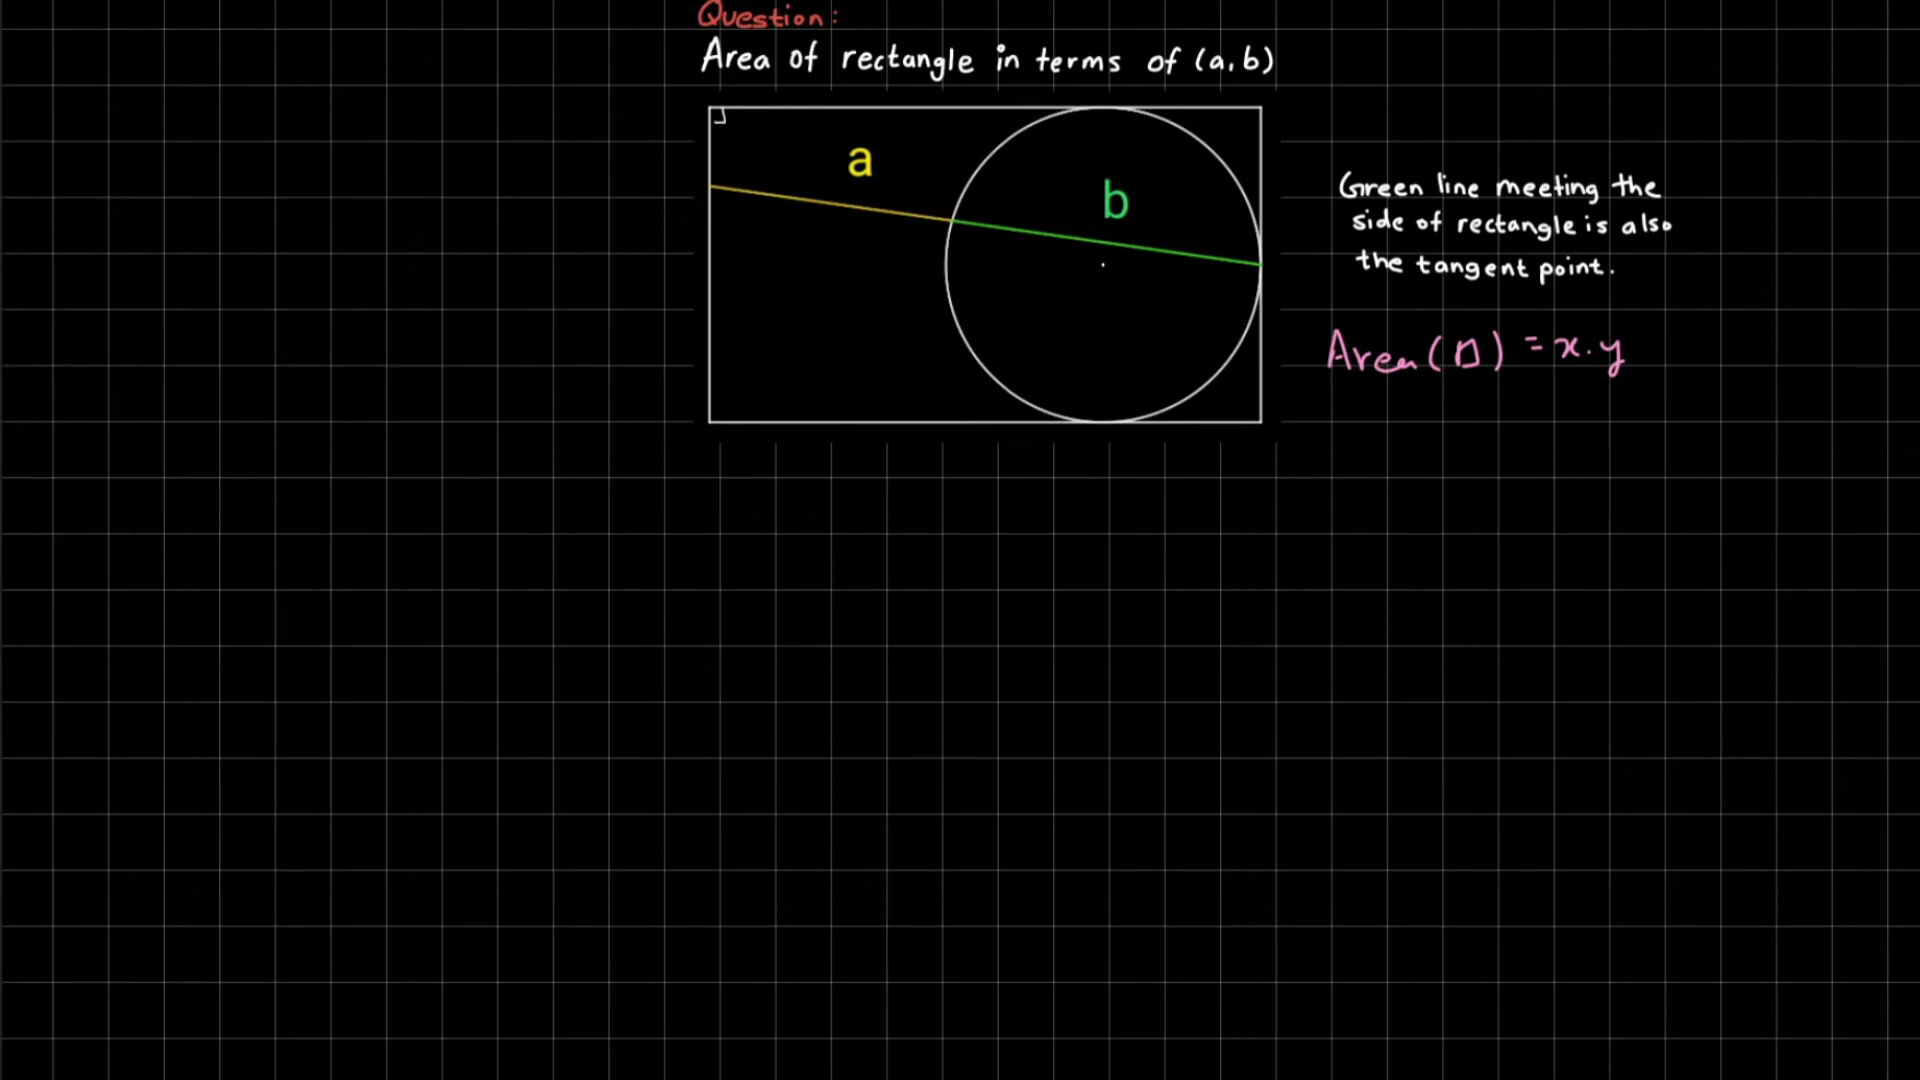 Question:
Area of rectangle in terms of (a,b)
a
b
Green line meeting the
side of rectangle is also
the tangent point.
Area(▯) = x.y